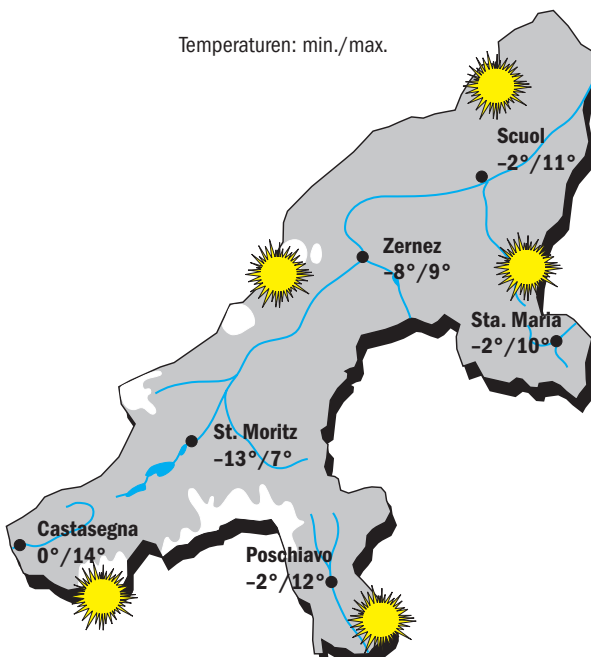 Temperaturen: min./max.
Scuol
–2°/11°
Zernez
–8°/9°
Sta. Maria
–2°/10°
St. Moritz
–13°/7°
Castasegna
0°/14°
Poschiavo
–2°/12°